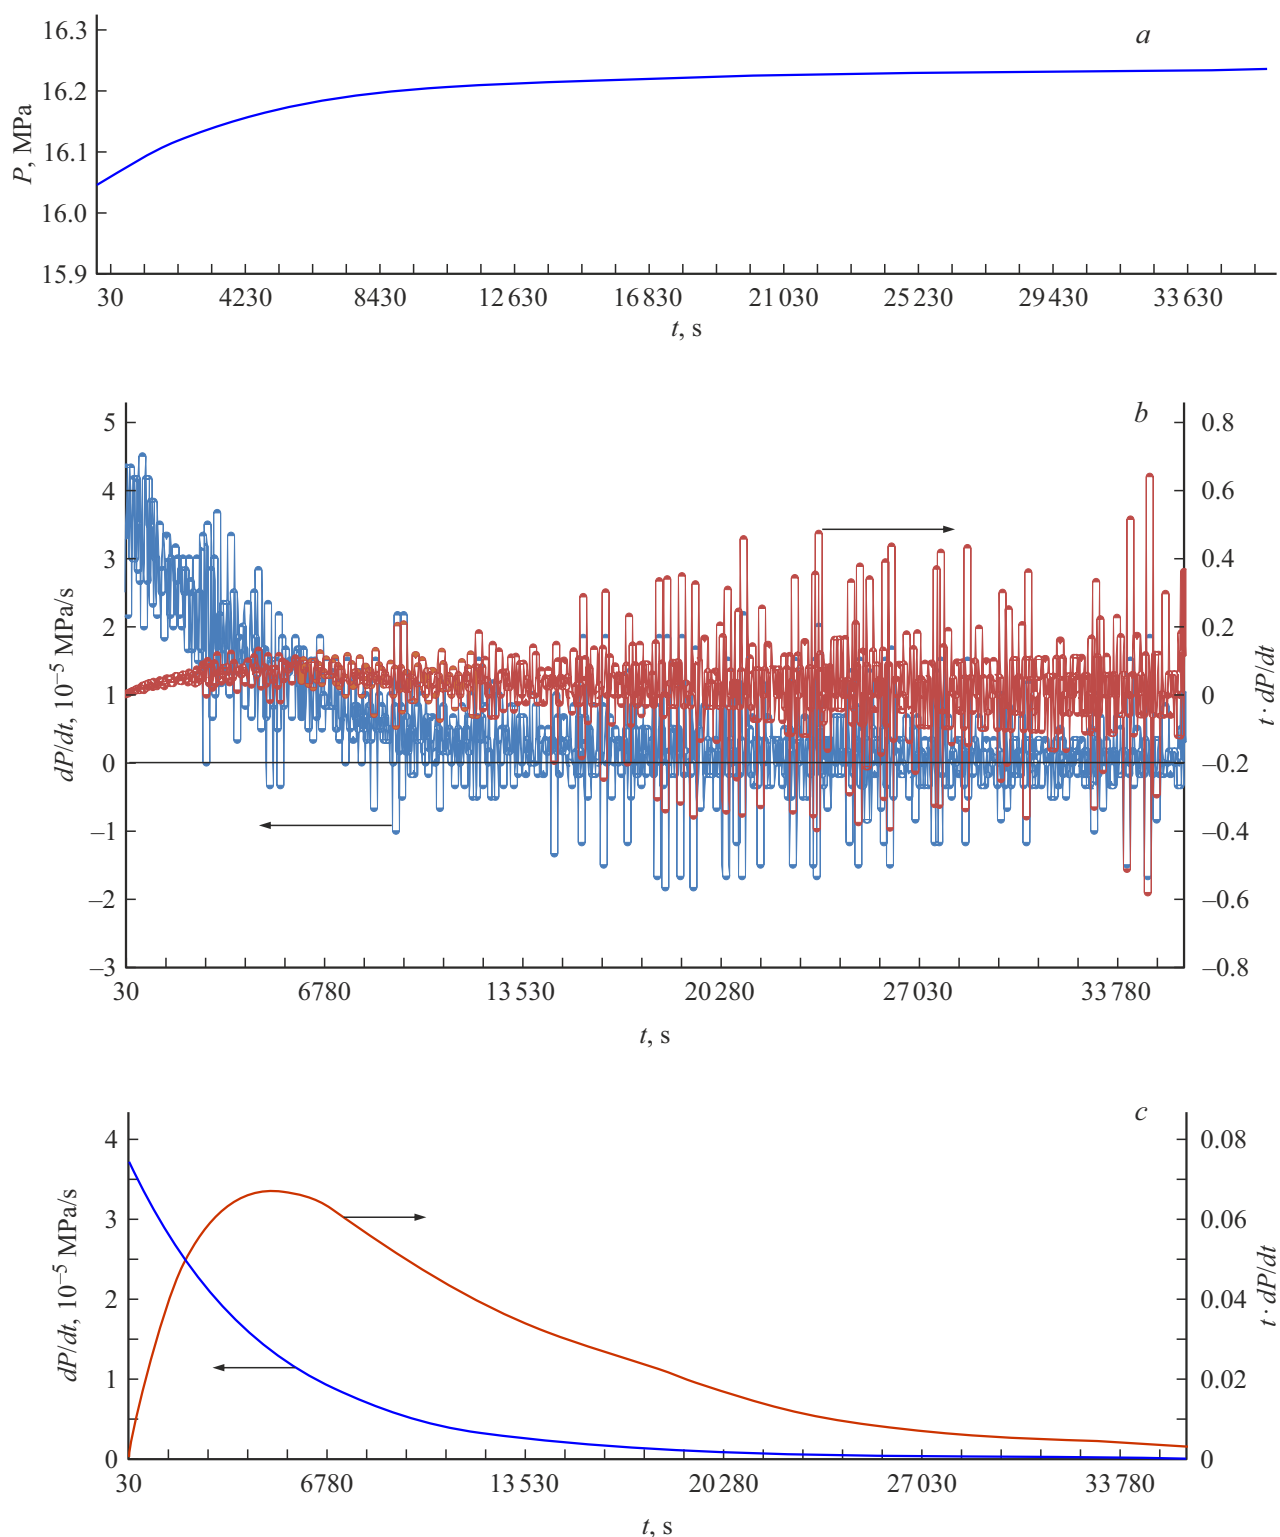 a
16.3
16.2
16.1
16.0
15.9
P, MPa
30 4230 8430 12 630 16 830 21 030 25 230 29 430 33 630
t, s
b
5
4
3
2
1
0
–1
–2
–3
dP/dt, 10⁻⁵ MPa/s
0.8
0.6
0.4
0.2
0
–0.2
–0.4
–0.6
–0.8
t · dP/dt
30 6780 13 530 20 280 27 030 33 780
t, s
c
4
3
2
1
0
dP/dt, 10⁻⁵ MPa/s
0.08
0.06
0.04
0.02
0
t · dP/dt
30 6780 13 530 20 280 27 030 33 780
t, s